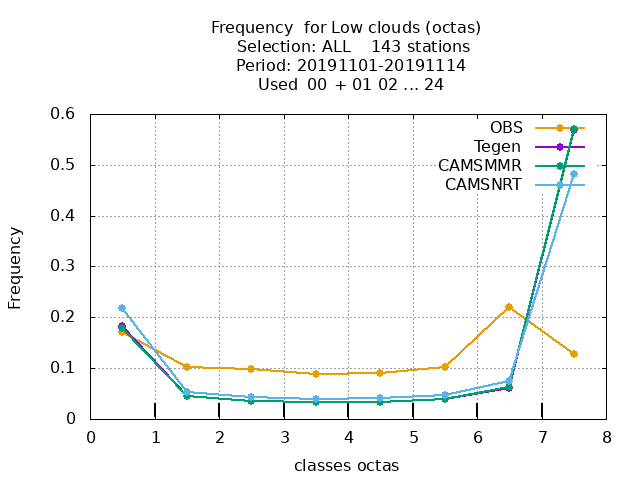 Frequency for Low clouds (octas)
Selection: ALL 143 stations
Period: 20191101-20191114
Used 00 + 01 02 ... 24
OBS
Tegen
CAMSMMR
CAMSNRT
Frequency
0.6
0.5
0.4
0.3
0.2
0.1
0
0 1 2 3 4 5 6 7 8
classes octas